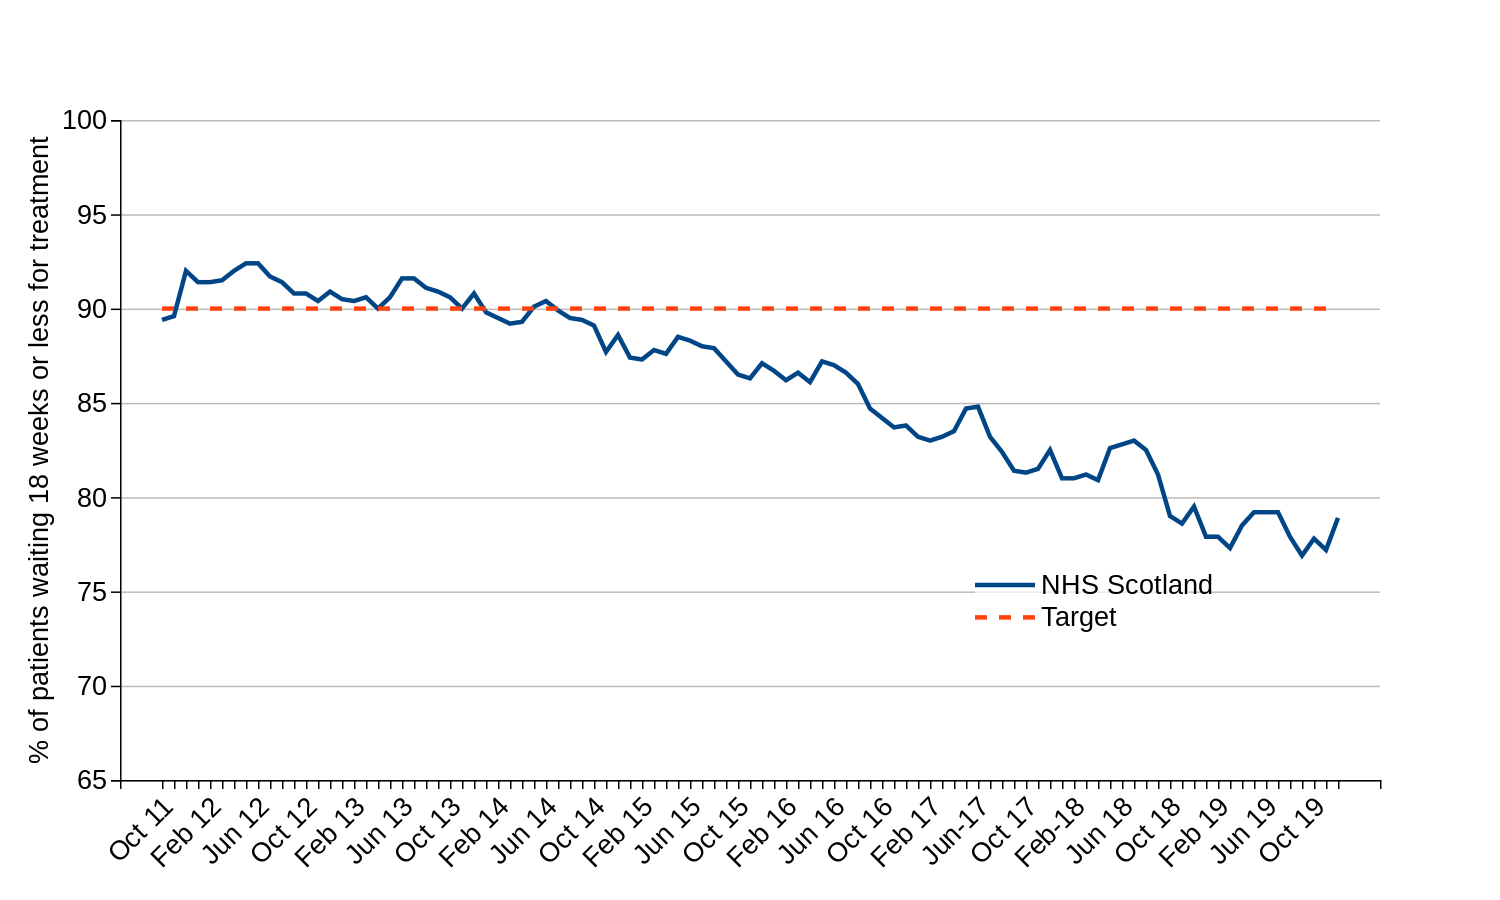 % of patients waiting 18 weeks or less for treatment
100
95
90
85
80
75
70
65
NHS Scotland
Target
Oct 11
Feb 12
Jun 12
Oct 12
Feb 13
Jun 13
Oct 13
Feb 14
Jun 14
Oct 14
Feb 15
Jun 15
Oct 15
Feb 16
Jun 16
Oct 16
Feb 17
Jun-17
Oct 17
Feb-18
Jun 18
Oct 18
Feb 19
Jun 19
Oct 19